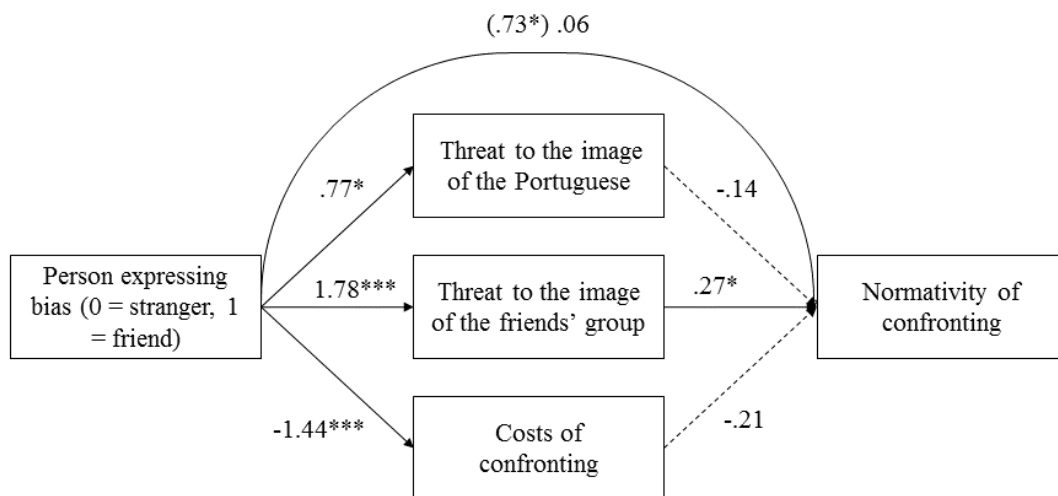 (.73*) .06
Threat to the image
of the Portuguese
.77*
-.14
Person expressing
bias (0 = stranger, 1
= friend)
1.78***
Threat to the image
of the friends’ group
.27*
Normativity of
confronting
-1.44***
Costs of
confronting
-.21